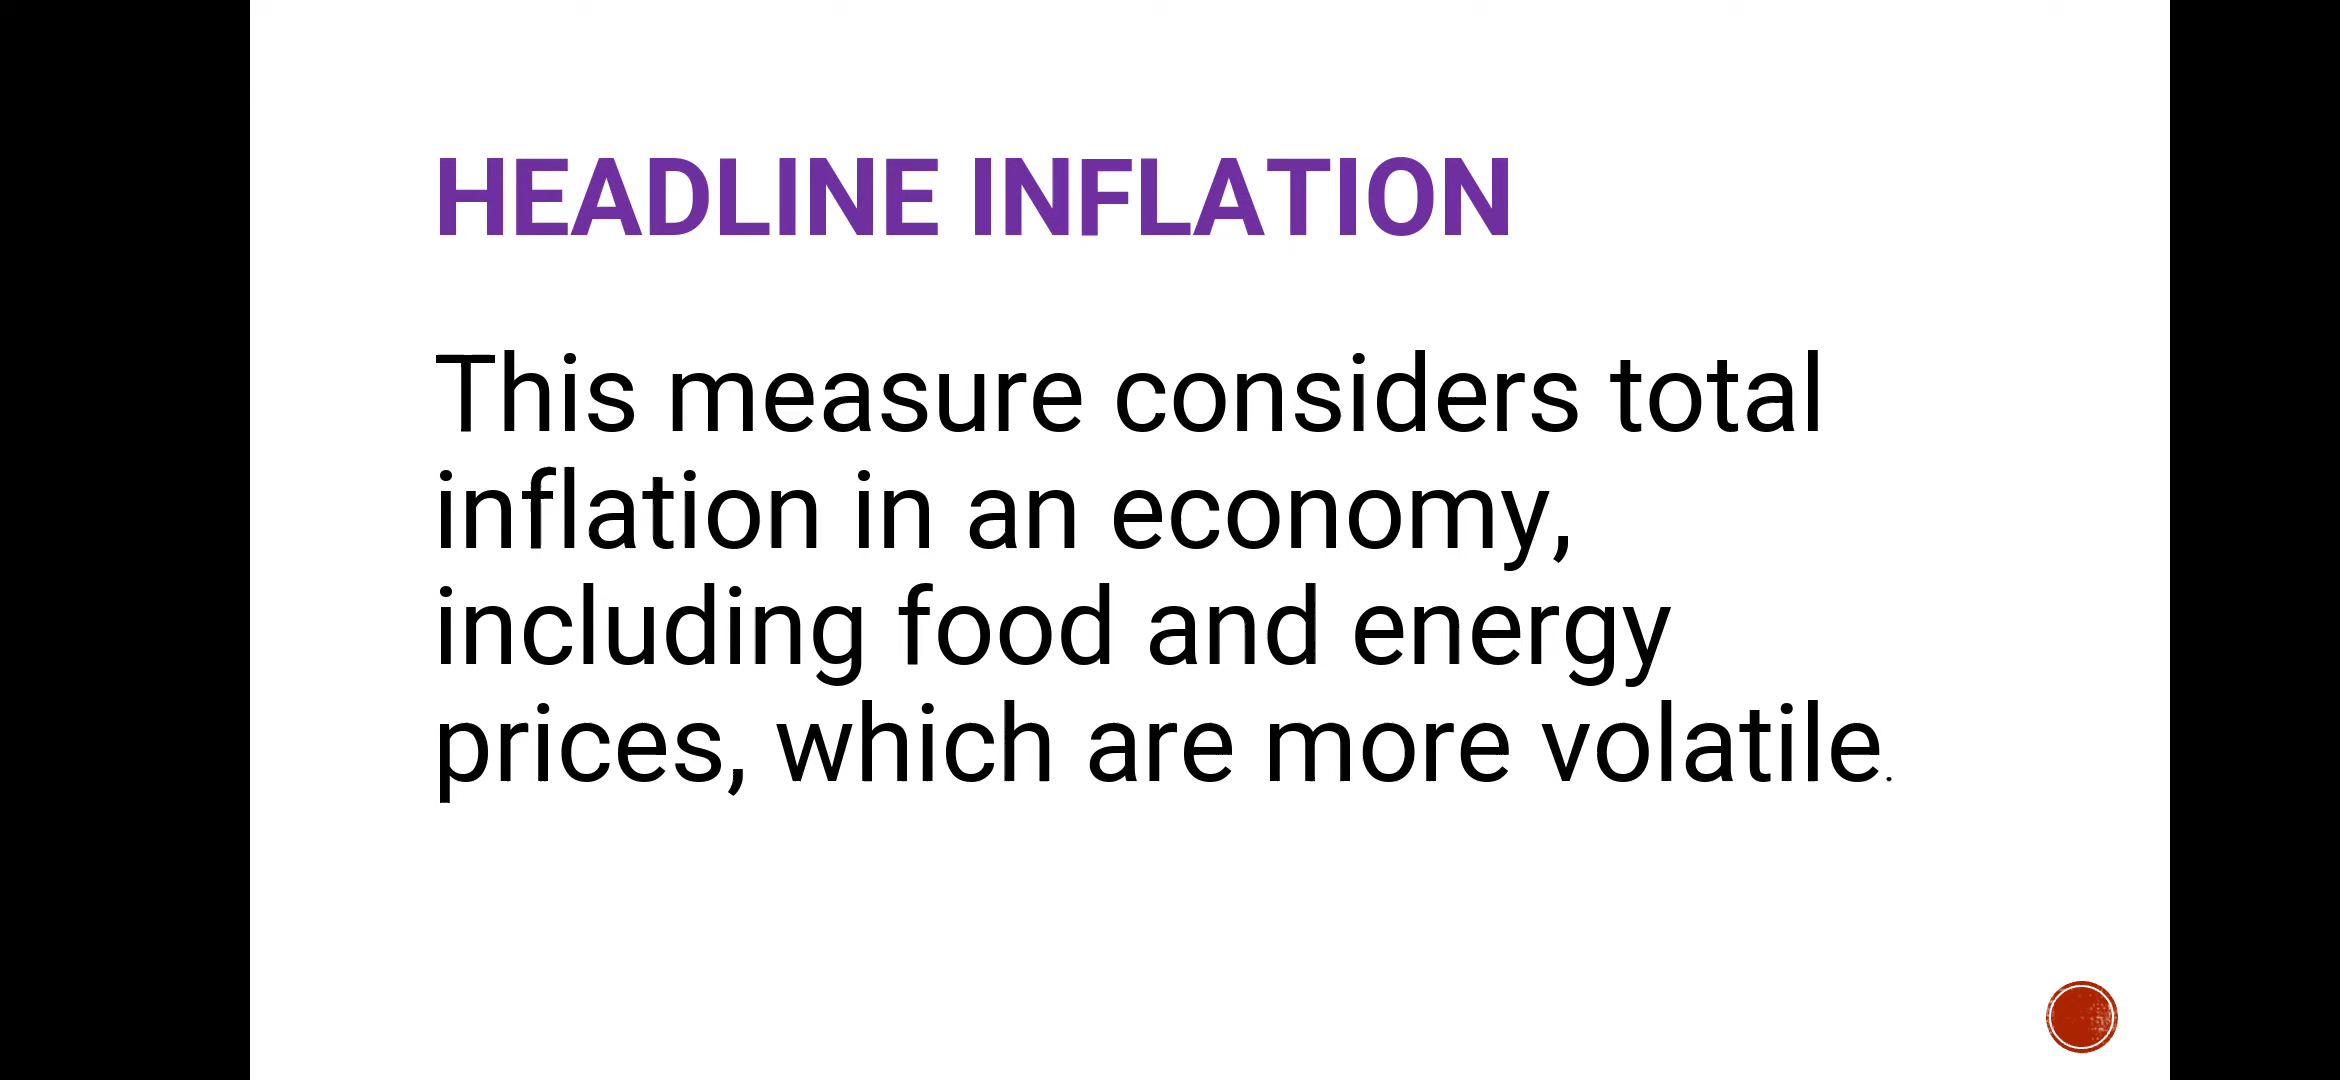 HEADLINE INFLATION
This measure considers total
inflation in an economy,
including food and energy
prices, which are more volatile.